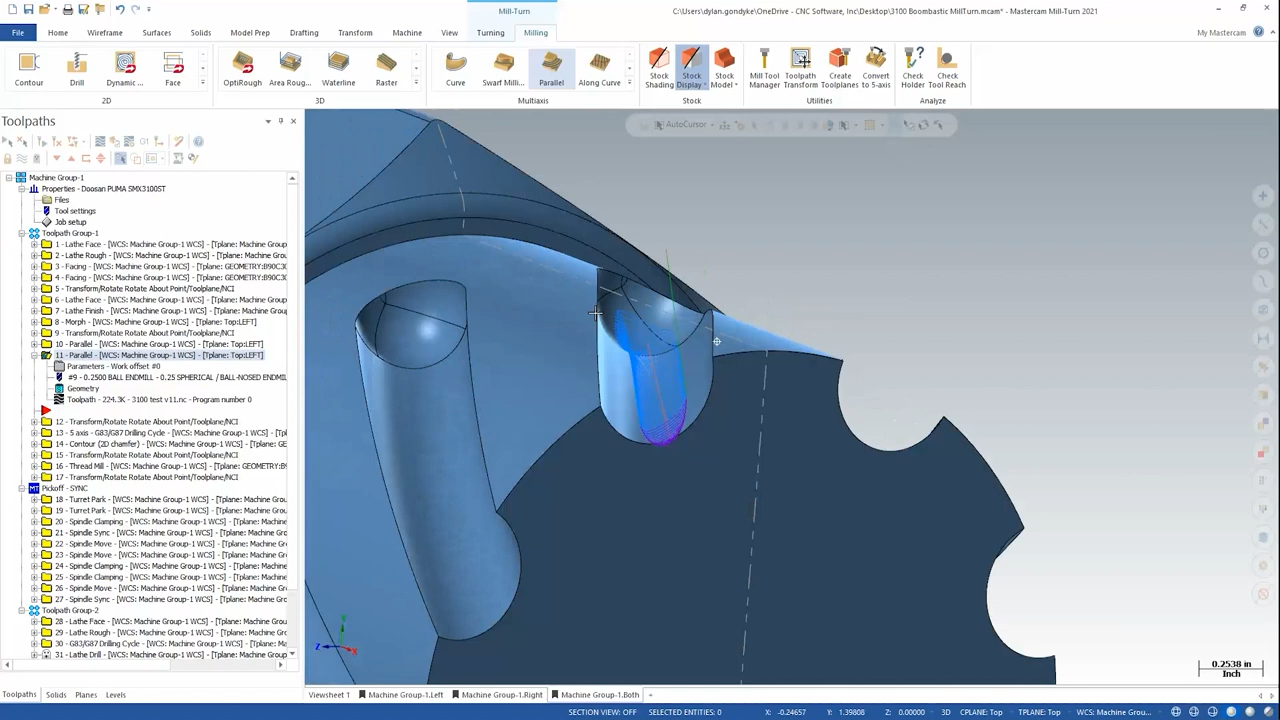 Mill-Turn
C:\Users\dylan.gondyke\OneDrive - CNC Software, Inc\Desktop\3100 Boombastic MillTurn.mcam* - Mastercam Mill-Turn 2021
File Home Wireframe Surfaces Solids Model Prep Drafting Transform Machine View Turning Milling
My Mastercam
Contour Drill Dynamic ... Face OptiRough Area Roug... Waterline Raster Curve Swarf Milli... Parallel Along Curve Stock Shading Stock Display Stock Model Mill Tool Manager Toolpath Transform Create Toolplanes Convert to 5-axis Check Holder Check Tool Reach
2D 3D Multiaxis Stock Utilities Analyze
Toolpaths
AutoCursor
Machine Group-1
Properties - Doosan PUMA SMX3100ST
Files
Tool settings
Job setup
Toolpath Group-1
1 - Lathe Face - [WCS: Machine Group-1 WCS] - [Tplane: Machine
2 - Lathe Rough - [WCS: Machine Group-1 WCS] - [Tplane: Machine
3 - Facing - [WCS: Machine Group-1 WCS] - [Tplane: GEOMETRY:B90C30
4 - Facing - [WCS: Machine Group-1 WCS] - [Tplane: GEOMETRY:B90C
5 - Transform/Rotate Rotate About Point/Toolplane/NCI
6 - Lathe Face - [WCS: Machine Group-1 WCS] - [Tplane: Machine
7 - Lathe Finish - [WCS: Machine Group-1 WCS] - [Tplane: Machine
8 - Morph - [WCS: Machine Group-1 WCS] - [Tplane: Top:LEFT]
9 - Transform/Rotate Rotate About Point/Toolplane/NCI
10 - Parallel - [WCS: Machine Group-1 WCS] - [Tplane: Top:LEFT]
11 - Parallel - [WCS: Machine Group-1 WCS] - [Tplane: Top:LEFT]
Parameters - Work offset #0
#9 - 0.2500 BALL ENDMILL - 0.25 SPHERICAL / BALL-NOSED ENDMIL
Geometry
Toolpath - 224.3K - 3100 test v11.nc - Program number 0
12 - Transform/Rotate Rotate About Point/Toolplane/NCI
13 - 5 axis - G83/G87 Drilling Cycle - [WCS: Machine Group-1 WCS] -
14 - Contour (2D chamfer) - [WCS: Machine Group-1 WCS] - [Tplane:
15 - Transform/Rotate Rotate About Point/Toolplane/NCI
16 - Thread Mill - [WCS: Machine Group-1 WCS] - [Tplane: GEOMETRY:B9
17 - Transform/Rotate Rotate About Point/Toolplane/NCI
Pickoff - SYNC
18 - Turret Park - [WCS: Machine Group-1 WCS] - [Tplane: Machine
19 - Turret Park - [WCS: Machine Group-1 WCS] - [Tplane: Machine
20 - Spindle Clamping - [WCS: Machine Group-1 WCS] - [Tplane:
21 - Spindle Sync - [WCS: Machine Group-1 WCS] - [Tplane: Machine
22 - Spindle Move - [WCS: Machine Group-1 WCS] - [Tplane: Machine
23 - Spindle Move - [WCS: Machine Group-1 WCS] - [Tplane: Machine
24 - Spindle Clamping - [WCS: Machine Group-1 WCS] - [Tplane:
25 - Spindle Clamping - [WCS: Machine Group-1 WCS] - [Tplane:
26 - Spindle Move - [WCS: Machine Group-1 WCS] - [Tplane: Machine
27 - Spindle Sync - [WCS: Machine Group-1 WCS] - [Tplane: Machine
Toolpath Group-2
28 - Lathe Face - [WCS: Machine Group-1 WCS] - [Tplane: Machine
29 - Lathe Rough - [WCS: Machine Group-1 WCS] - [Tplane: Machine
30 - G83/G87 Drilling Cycle - [WCS: Machine Group-1 WCS] - [Tplane:
31 - Lathe Drill - [WCS: Machine Group-1 WCS] - [Tplane: Machine
Y
Z
X
0.2538 in
Inch
Toolpaths Solids Planes Levels Viewsheet 1 Machine Group-1.Left Machine Group-1.Right Machine Group-1.Both +
SECTION VIEW: OFF SELECTED ENTITIES: 0 X: -0.24657 Y: 1.39808 Z: 0.00000 3D CPLANE: Top TPLANE: Top WCS: Machine Grou...